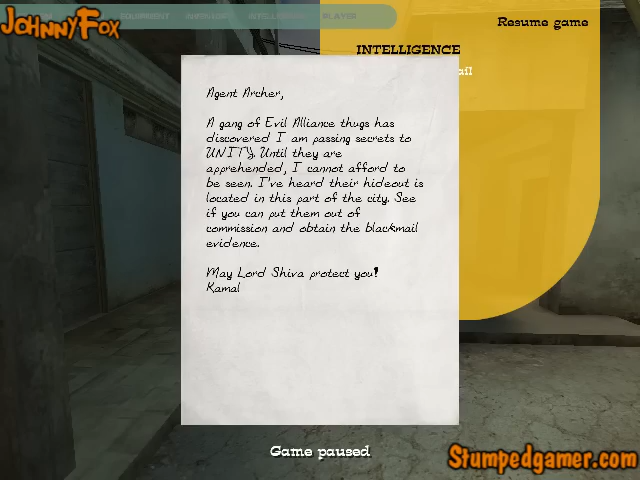 JohnnyFox
EQUIPMENT INVENTORY INTELLIGENCE PLAYER
Resume game
INTELLIGENCE
Agent Archer,
A gang of Evil Alliance thugs has
discovered I am passing secrets to
UNITY. Until they are
apprehended, I cannot afford to
be seen. I've heard their hideout is
located in this part of the city. See
if you can put them out of
commission and obtain the blackmail
evidence.
May Lord Shiva protect you!
Kamal
Game paused
Stumpedgamer.com